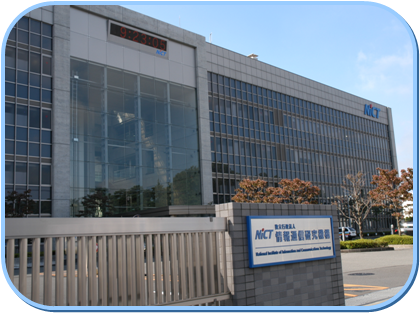 NiCT
NiCT
独立行政法人
情報通信研究機構
National Institute of Information and Communications Technology